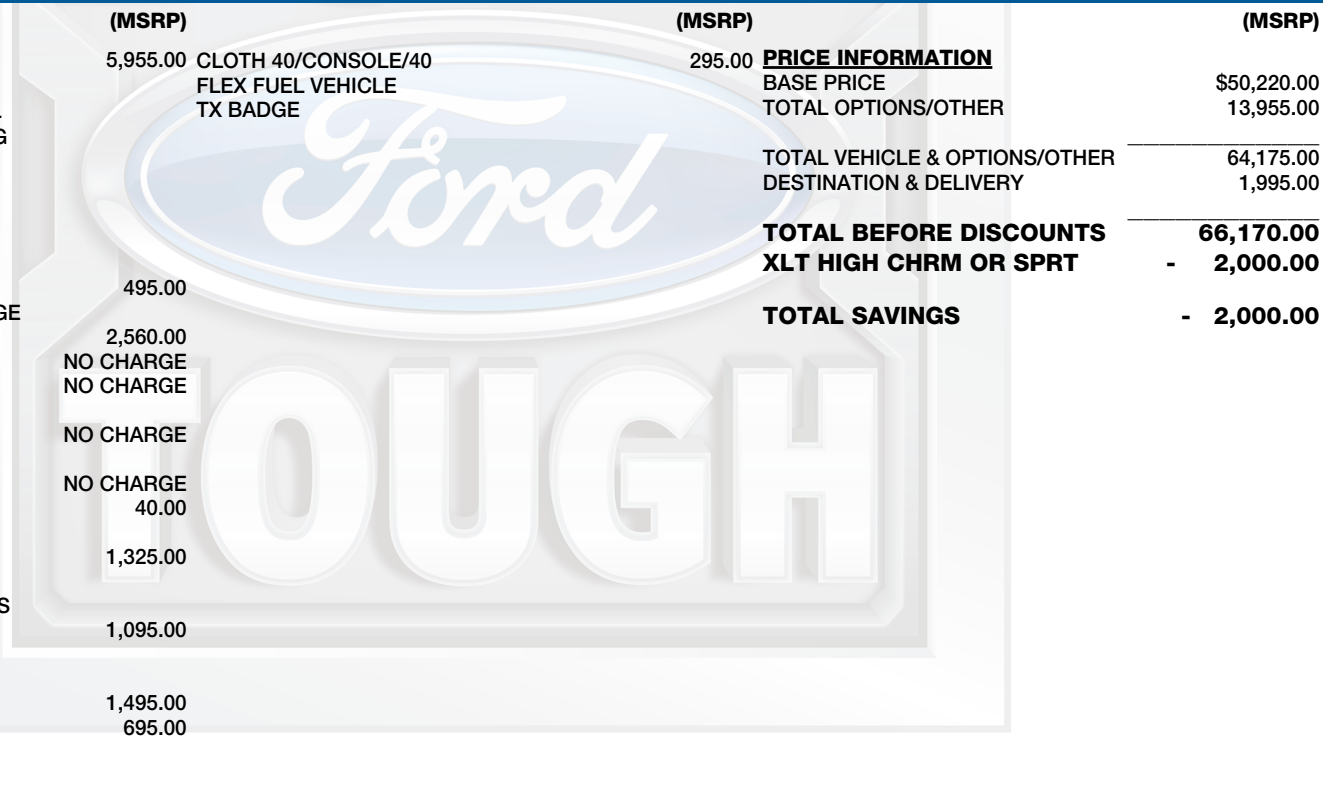 (MSRP) (MSRP) (MSRP)
5,955.00 CLOTH 40/CONSOLE/40 295.00 PRICE INFORMATION
FLEX FUEL VEHICLE BASE PRICE $50,220.00
TX BADGE TOTAL OPTIONS/OTHER 13,955.00
G
TOTAL VEHICLE & OPTIONS/OTHER 64,175.00
DESTINATION & DELIVERY 1,995.00
Ford
TOTAL BEFORE DISCOUNTS 66,170.00
XLT HIGH CHRM OR SPRT - 2,000.00
495.00
GE TOTAL SAVINGS - 2,000.00
2,560.00
NO CHARGE
NO CHARGE
TOUGH
NO CHARGE
NO CHARGE
40.00
1,325.00
S
1,095.00
1,495.00
695.00